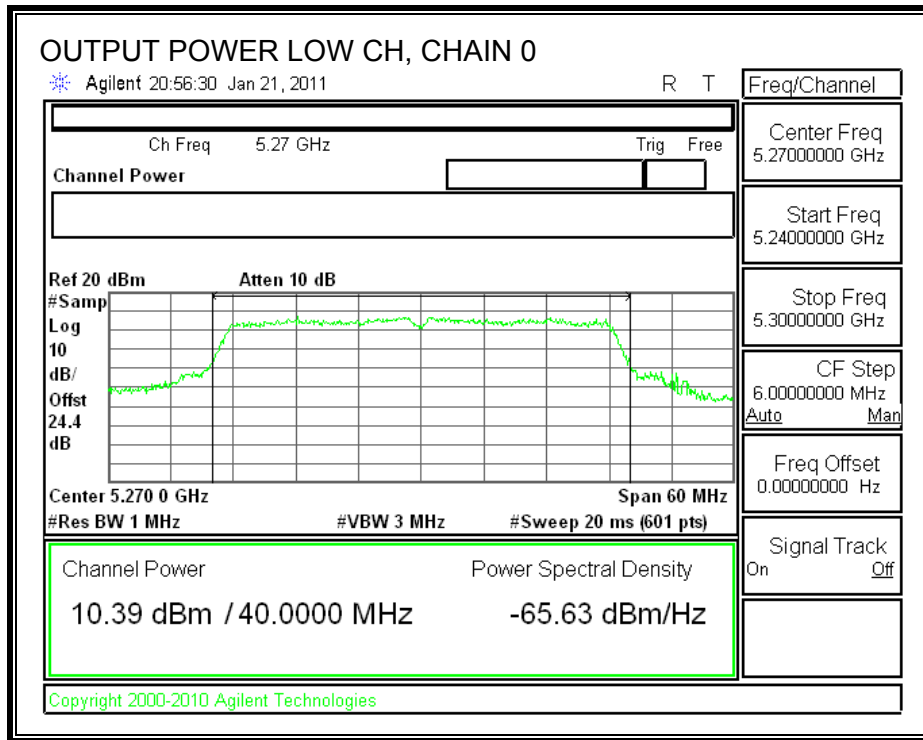 OUTPUT POWER LOW CH, CHAIN 0
Agilent 20:56:30 Jan 21, 2011 R T
Freq/Channel
Ch Freq 5.27 GHz Trig Free
Channel Power
Center Freq
5.27000000 GHz
Start Freq
5.24000000 GHz
Stop Freq
5.30000000 GHz
CF Step
6.00000000 MHz
Auto Man
Freq Offset
0.00000000 Hz
Signal Track
On Off
Ref 20 dBm Atten 10 dB
#Samp
Log
10
dB/
Offst
24.4
dB
Center 5.270 0 GHz Span 60 MHz
#Res BW 1 MHz #VBW 3 MHz #Sweep 20 ms (601 pts)
Channel Power Power Spectral Density
10.39 dBm / 40.0000 MHz -65.63 dBm/Hz
Copyright 2000-2010 Agilent Technologies